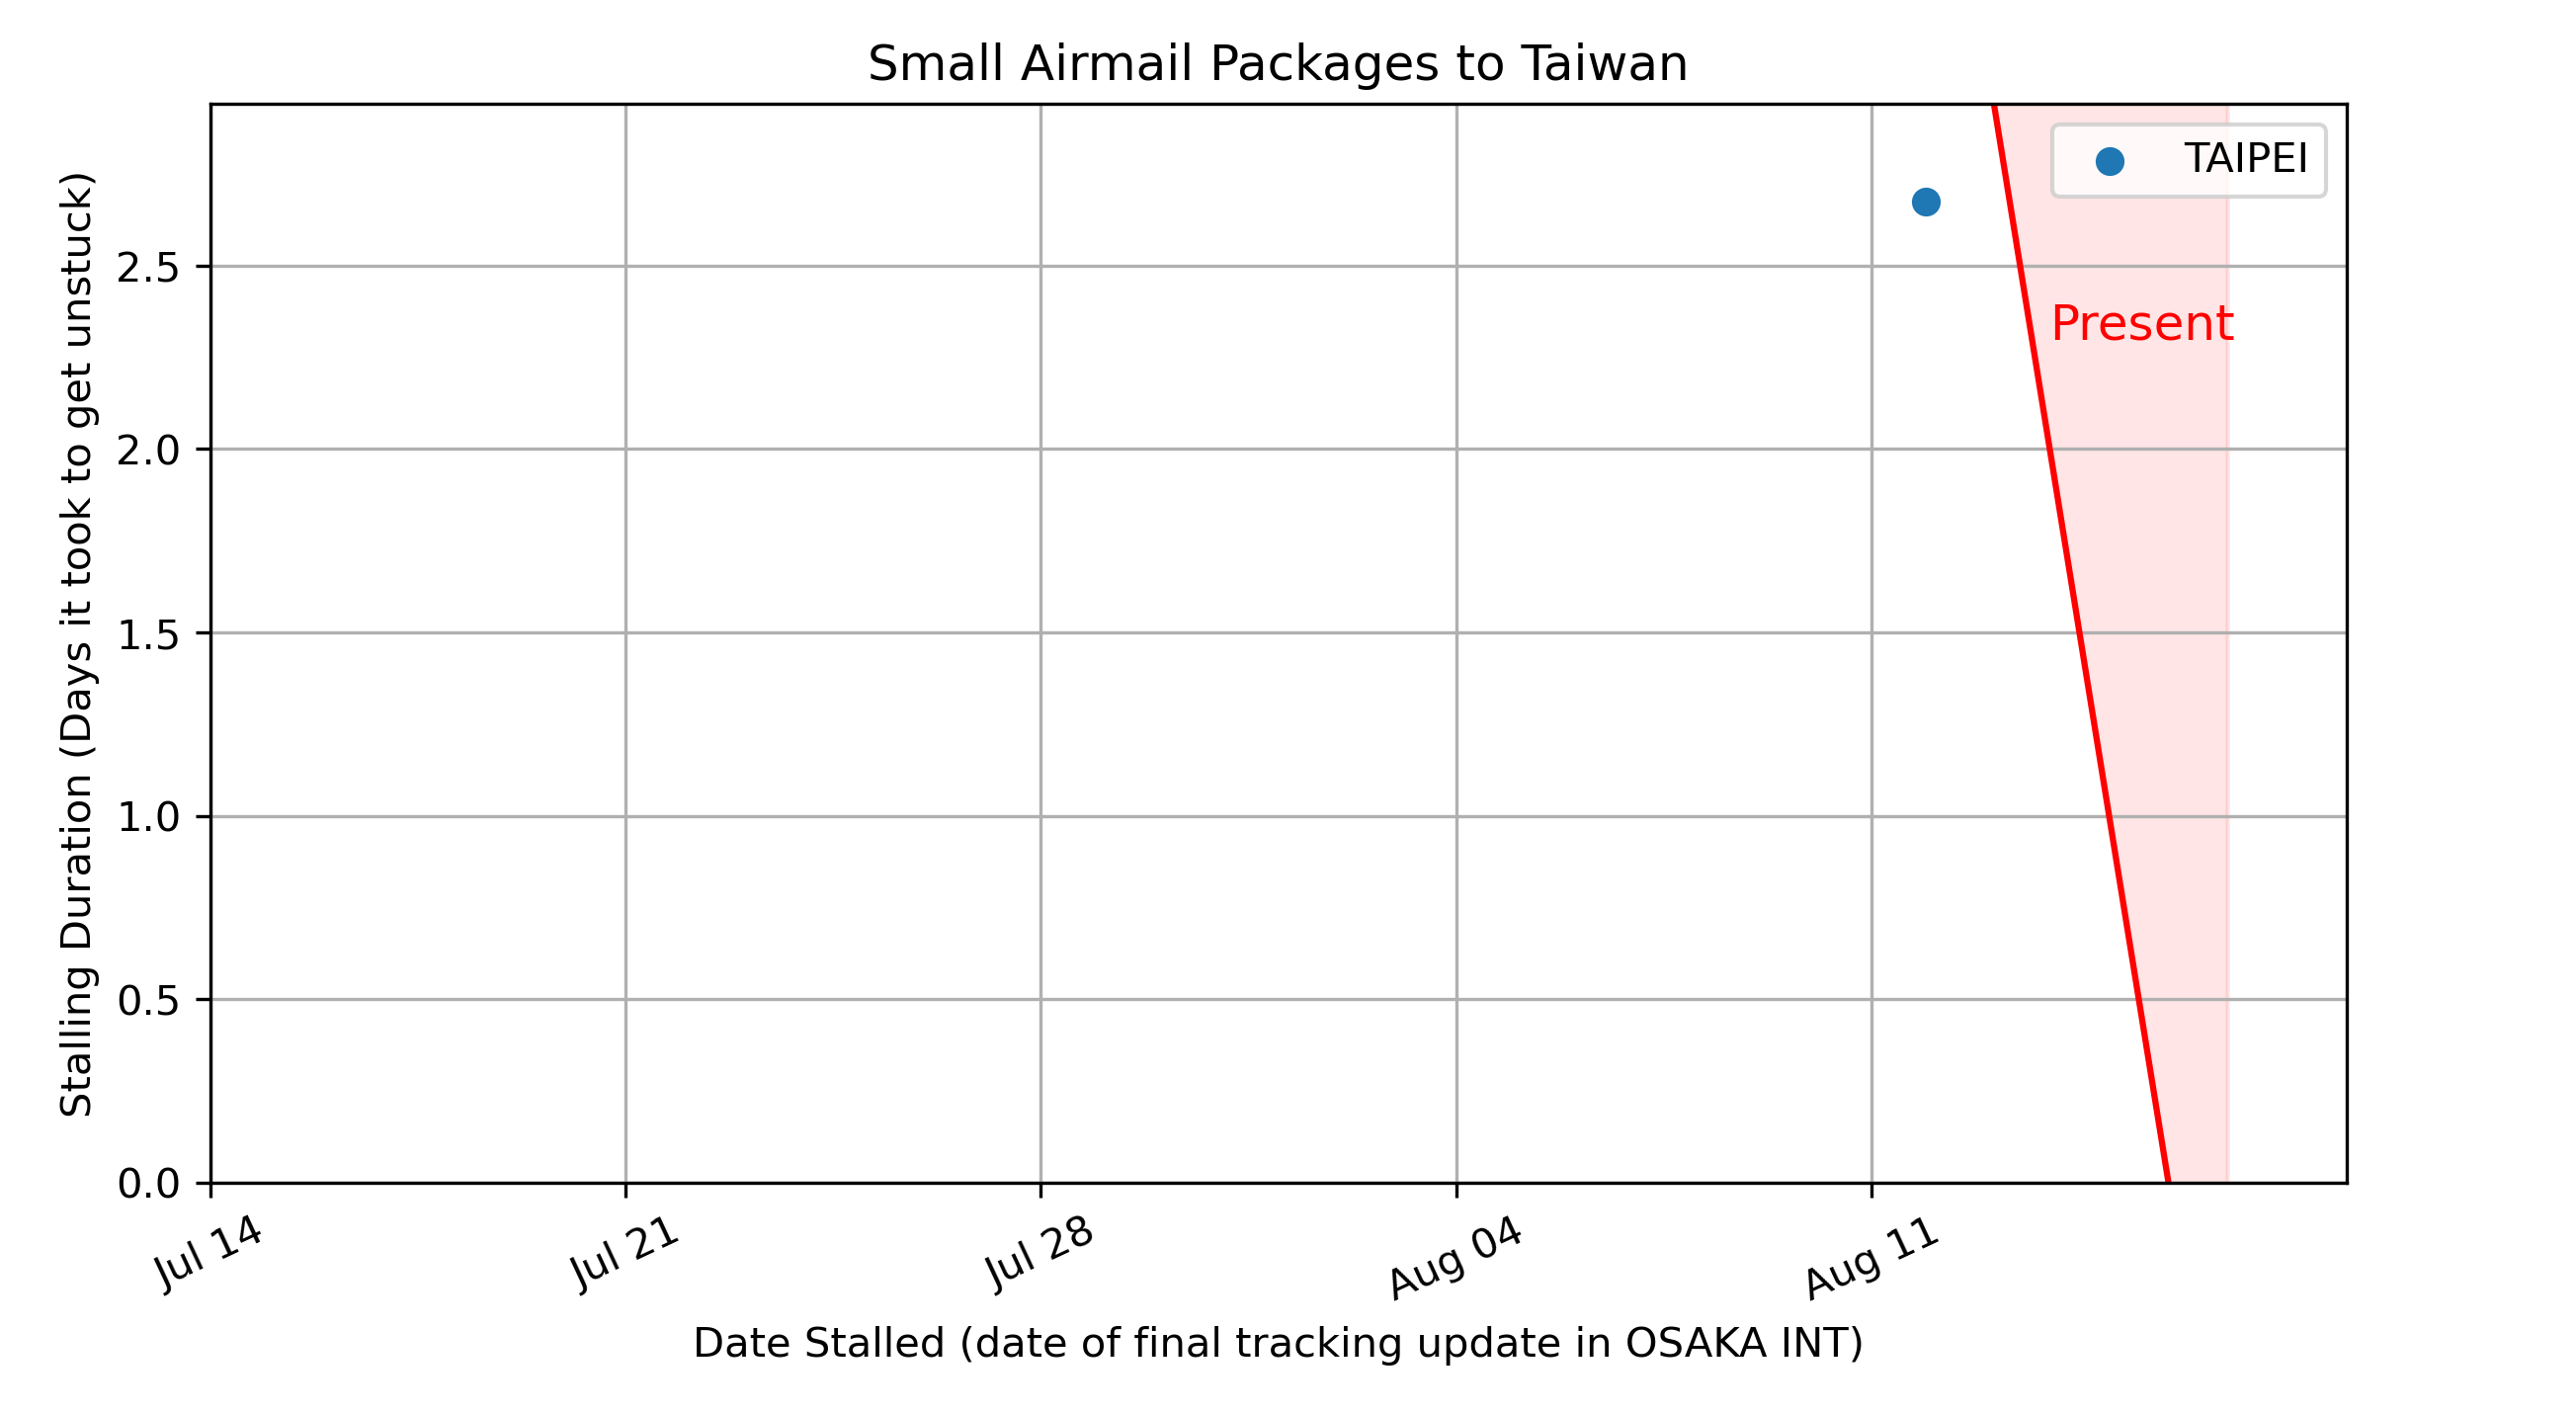 Small Airmail Packages to Taiwan
TAIPEI
Present
Stalling Duration (Days it took to get unstuck)
2.5
2.0
1.5
1.0
0.5
0.0
Jul 14
Jul 21
Jul 28
Aug 04
Aug 11
Date Stalled (date of final tracking update in OSAKA INT)